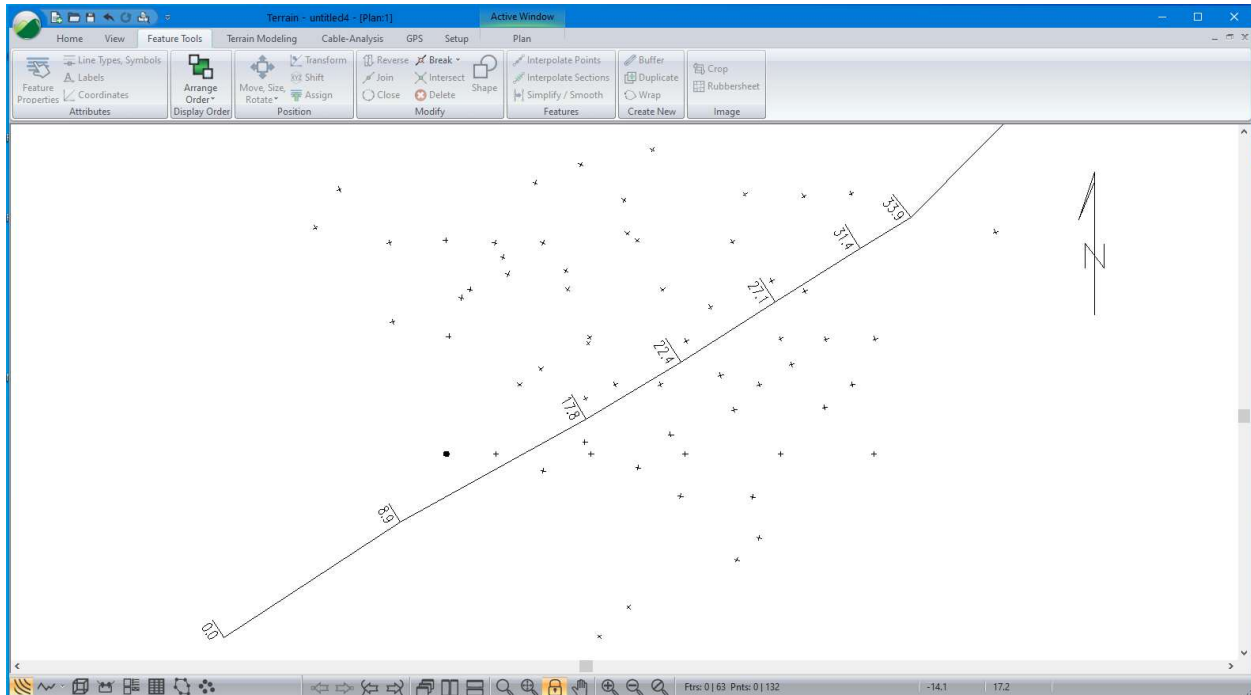 Terrain - untitled4 - [Plan:1]
Active Window
Home View Feature Tools Terrain Modeling Cable-Analysis GPS Setup Plan
Feature Properties
Line Types, Symbols
Labels
Coordinates
Attributes
Arrange Order
Display Order
Move, Size, Rotate
Transform
Shift
Assign
Position
Reverse
Join
Close
Break
Intersect
Delete
Shape
Modify
Interpolate Points
Interpolate Sections
Simplify / Smooth
Features
Buffer
Duplicate
Wrap
Create New
Crop
Rubbersheet
Image
33.9
31.4
27.1
22.4
17.8
8.9
0.0
N
Ftrs: 0 | 63 Pnts: 0 | 132 -14.1 17.2